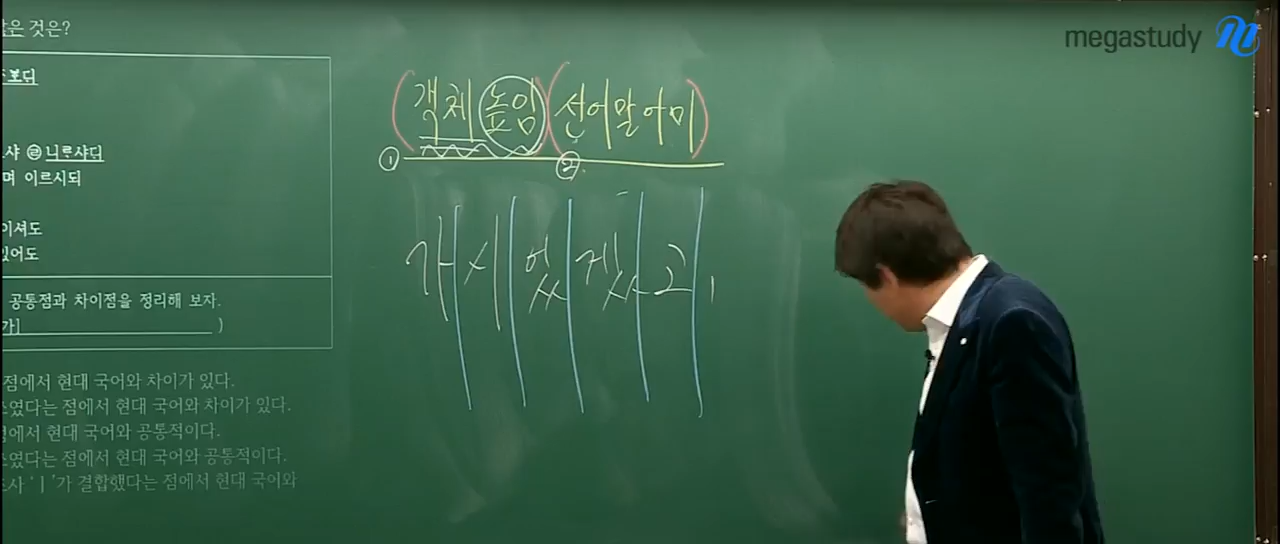 megastudy
같은 것은?
보디
샤 ㉣ 니ᄅᆞ샤디
며 이르시되
이셔도
있어도
공통점과 차이점을 정리해 보자.
가] )
점에서 현대 국어와 차이가 있다.
였다는 점에서 현대 국어와 차이가 있다.
점에서 현대 국어와 공통적이다.
였다는 점에서 현대 국어와 공통적이다.
사 'ㅣ'가 결합했다는 점에서 현대 국어와
(객체 높임) (선어말어미)
① ②
가 시 었 겠 고